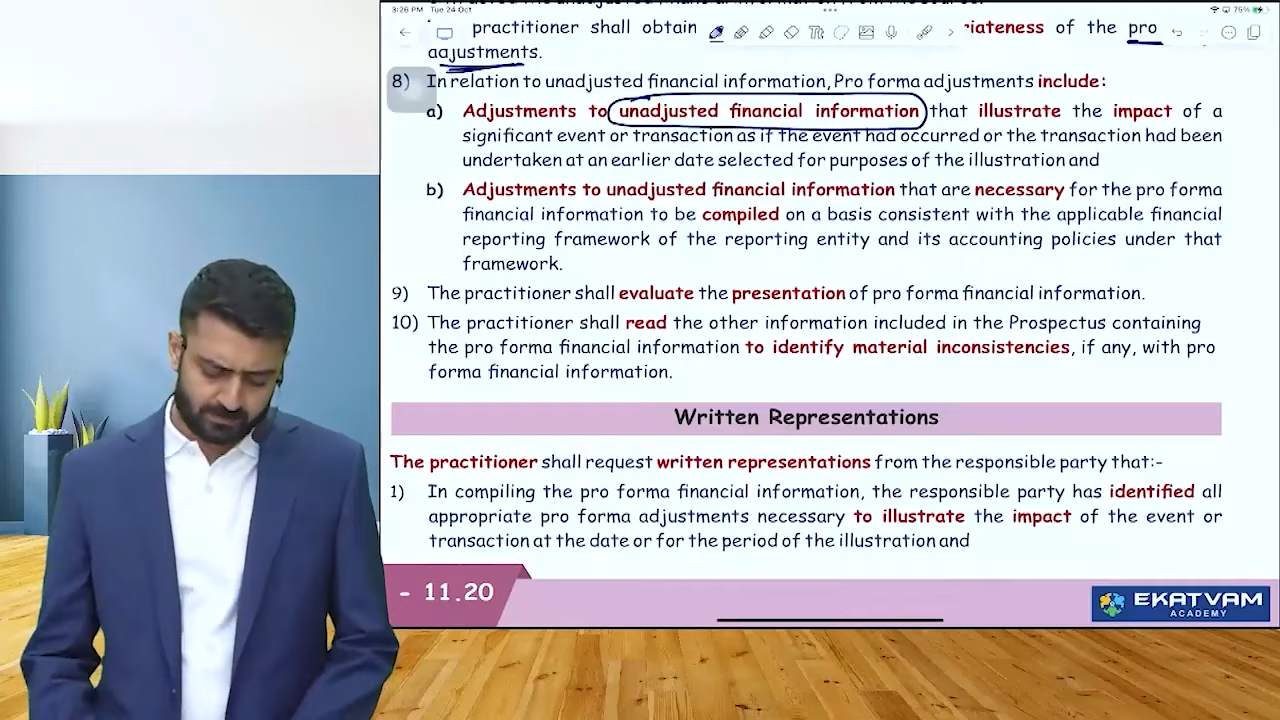 3:26 PM Tue 24 Oct
75%
practitioner shall obtain riateness of the pro
adjustments.
8) In relation to unadjusted financial information, Pro forma adjustments include:
a) Adjustments to unadjusted financial information that illustrate the impact of a
significant event or transaction as if the event had occurred or the transaction had been
undertaken at an earlier date selected for purposes of the illustration and
b) Adjustments to unadjusted financial information that are necessary for the pro forma
financial information to be compiled on a basis consistent with the applicable financial
reporting framework of the reporting entity and its accounting policies under that
framework.
9) The practitioner shall evaluate the presentation of pro forma financial information.
10) The practitioner shall read the other information included in the Prospectus containing
the pro forma financial information to identify material inconsistencies, if any, with pro
forma financial information.
Written Representations
The practitioner shall request written representations from the responsible party that:-
1) In compiling the pro forma financial information, the responsible party has identified all
appropriate pro forma adjustments necessary to illustrate the impact of the event or
transaction at the date or for the period of the illustration and
- 11.20
EKATVAM
ACADEMY